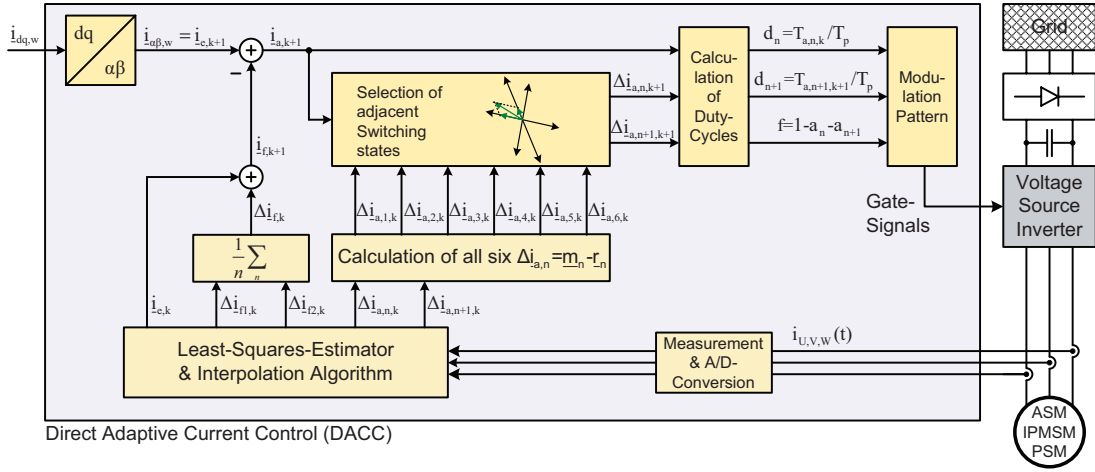 i_dq,w
dq
αβ
i_αβ,w = i_e,k+1
i_a,k+1
−
Selection of
adjacent
Switching
states
Δi_a,n,k+1
Δi_a,n+1,k+1
Calcu-
lation
of
Duty-
Cycles
d_n=T_a,n,k/T_p
d_n+1=T_a,n+1,k+1/T_p
f=1-a_n-a_n+1
Modu-
lation
Pattern
Grid
Gate-
Signals
Voltage
Source
Inverter
i_f,k+1
Δi_f,k
1/n ∑ n
Δi_a,1,k
Δi_a,2,k
Δi_a,3,k
Δi_a,4,k
Δi_a,5,k
Δi_a,6,k
Calculation of all six Δi_a,n=m_n-r_n
i_e,k
Δi_f1,k
Δi_f2,k
Δi_a,n,k
Δi_a,n+1,k
Least-Squares-Estimator
& Interpolation Algorithm
Measurement
& A/D-
Conversion
i_U,V,W(t)
ASM
IPMSM
PSM
Direct Adaptive Current Control (DACC)